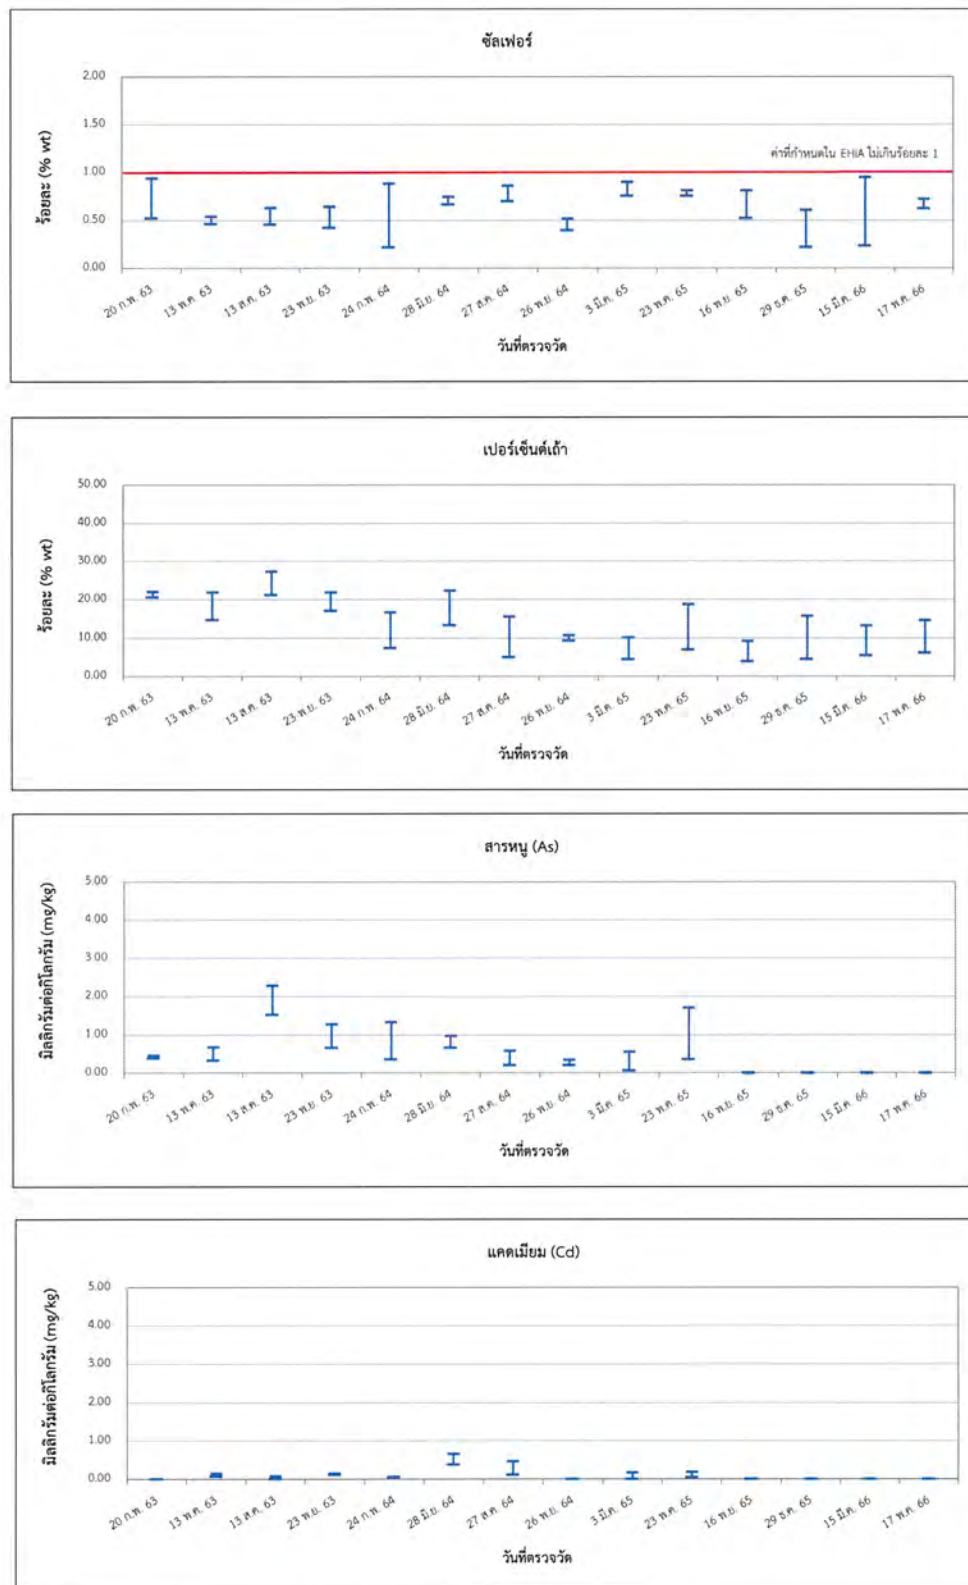 ซัลเฟอร์
ร้อยละ (% wt)
2.00
1.50
1.00
0.50
0.00
ค่าที่กำหนดใน EHIA ไม่เกินร้อยละ 1
20 ก.พ. 63
13 พ.ค. 63
13 ส.ค. 63
23 พ.ย. 63
24 ก.พ. 64
28 มิ.ย. 64
27 ส.ค. 64
26 พ.ย. 64
3 มี.ค. 65
23 พ.ค. 65
16 พ.ย. 65
29 ธ.ค. 65
15 มี.ค. 66
17 พ.ค. 66
วันที่ตรวจวัด
เปอร์เซ็นต์เถ้า
ร้อยละ (% wt)
50.00
40.00
30.00
20.00
10.00
0.00
20 ก.พ. 63
13 พ.ค. 63
13 ส.ค. 63
23 พ.ย. 63
24 ก.พ. 64
28 มิ.ย. 64
27 ส.ค. 64
26 พ.ย. 64
3 มี.ค. 65
23 พ.ค. 65
16 พ.ย. 65
29 ธ.ค. 65
15 มี.ค. 66
17 พ.ค. 66
วันที่ตรวจวัด
สารหนู (As)
มิลลิกรัมต่อกิโลกรัม (mg/kg)
5.00
4.00
3.00
2.00
1.00
0.00
20 ก.พ. 63
13 พ.ค. 63
13 ส.ค. 63
23 พ.ย. 63
24 ก.พ. 64
28 มิ.ย. 64
27 ส.ค. 64
26 พ.ย. 64
3 มี.ค. 65
23 พ.ค. 65
16 พ.ย. 65
29 ธ.ค. 65
15 มี.ค. 66
17 พ.ค. 66
วันที่ตรวจวัด
แคดเมียม (Cd)
มิลลิกรัมต่อกิโลกรัม (mg/kg)
5.00
4.00
3.00
2.00
1.00
0.00
20 ก.พ. 63
13 พ.ค. 63
13 ส.ค. 63
23 พ.ย. 63
24 ก.พ. 64
28 มิ.ย. 64
27 ส.ค. 64
26 พ.ย. 64
3 มี.ค. 65
23 พ.ค. 65
16 พ.ย. 65
29 ธ.ค. 65
15 มี.ค. 66
17 พ.ค. 66
วันที่ตรวจวัด